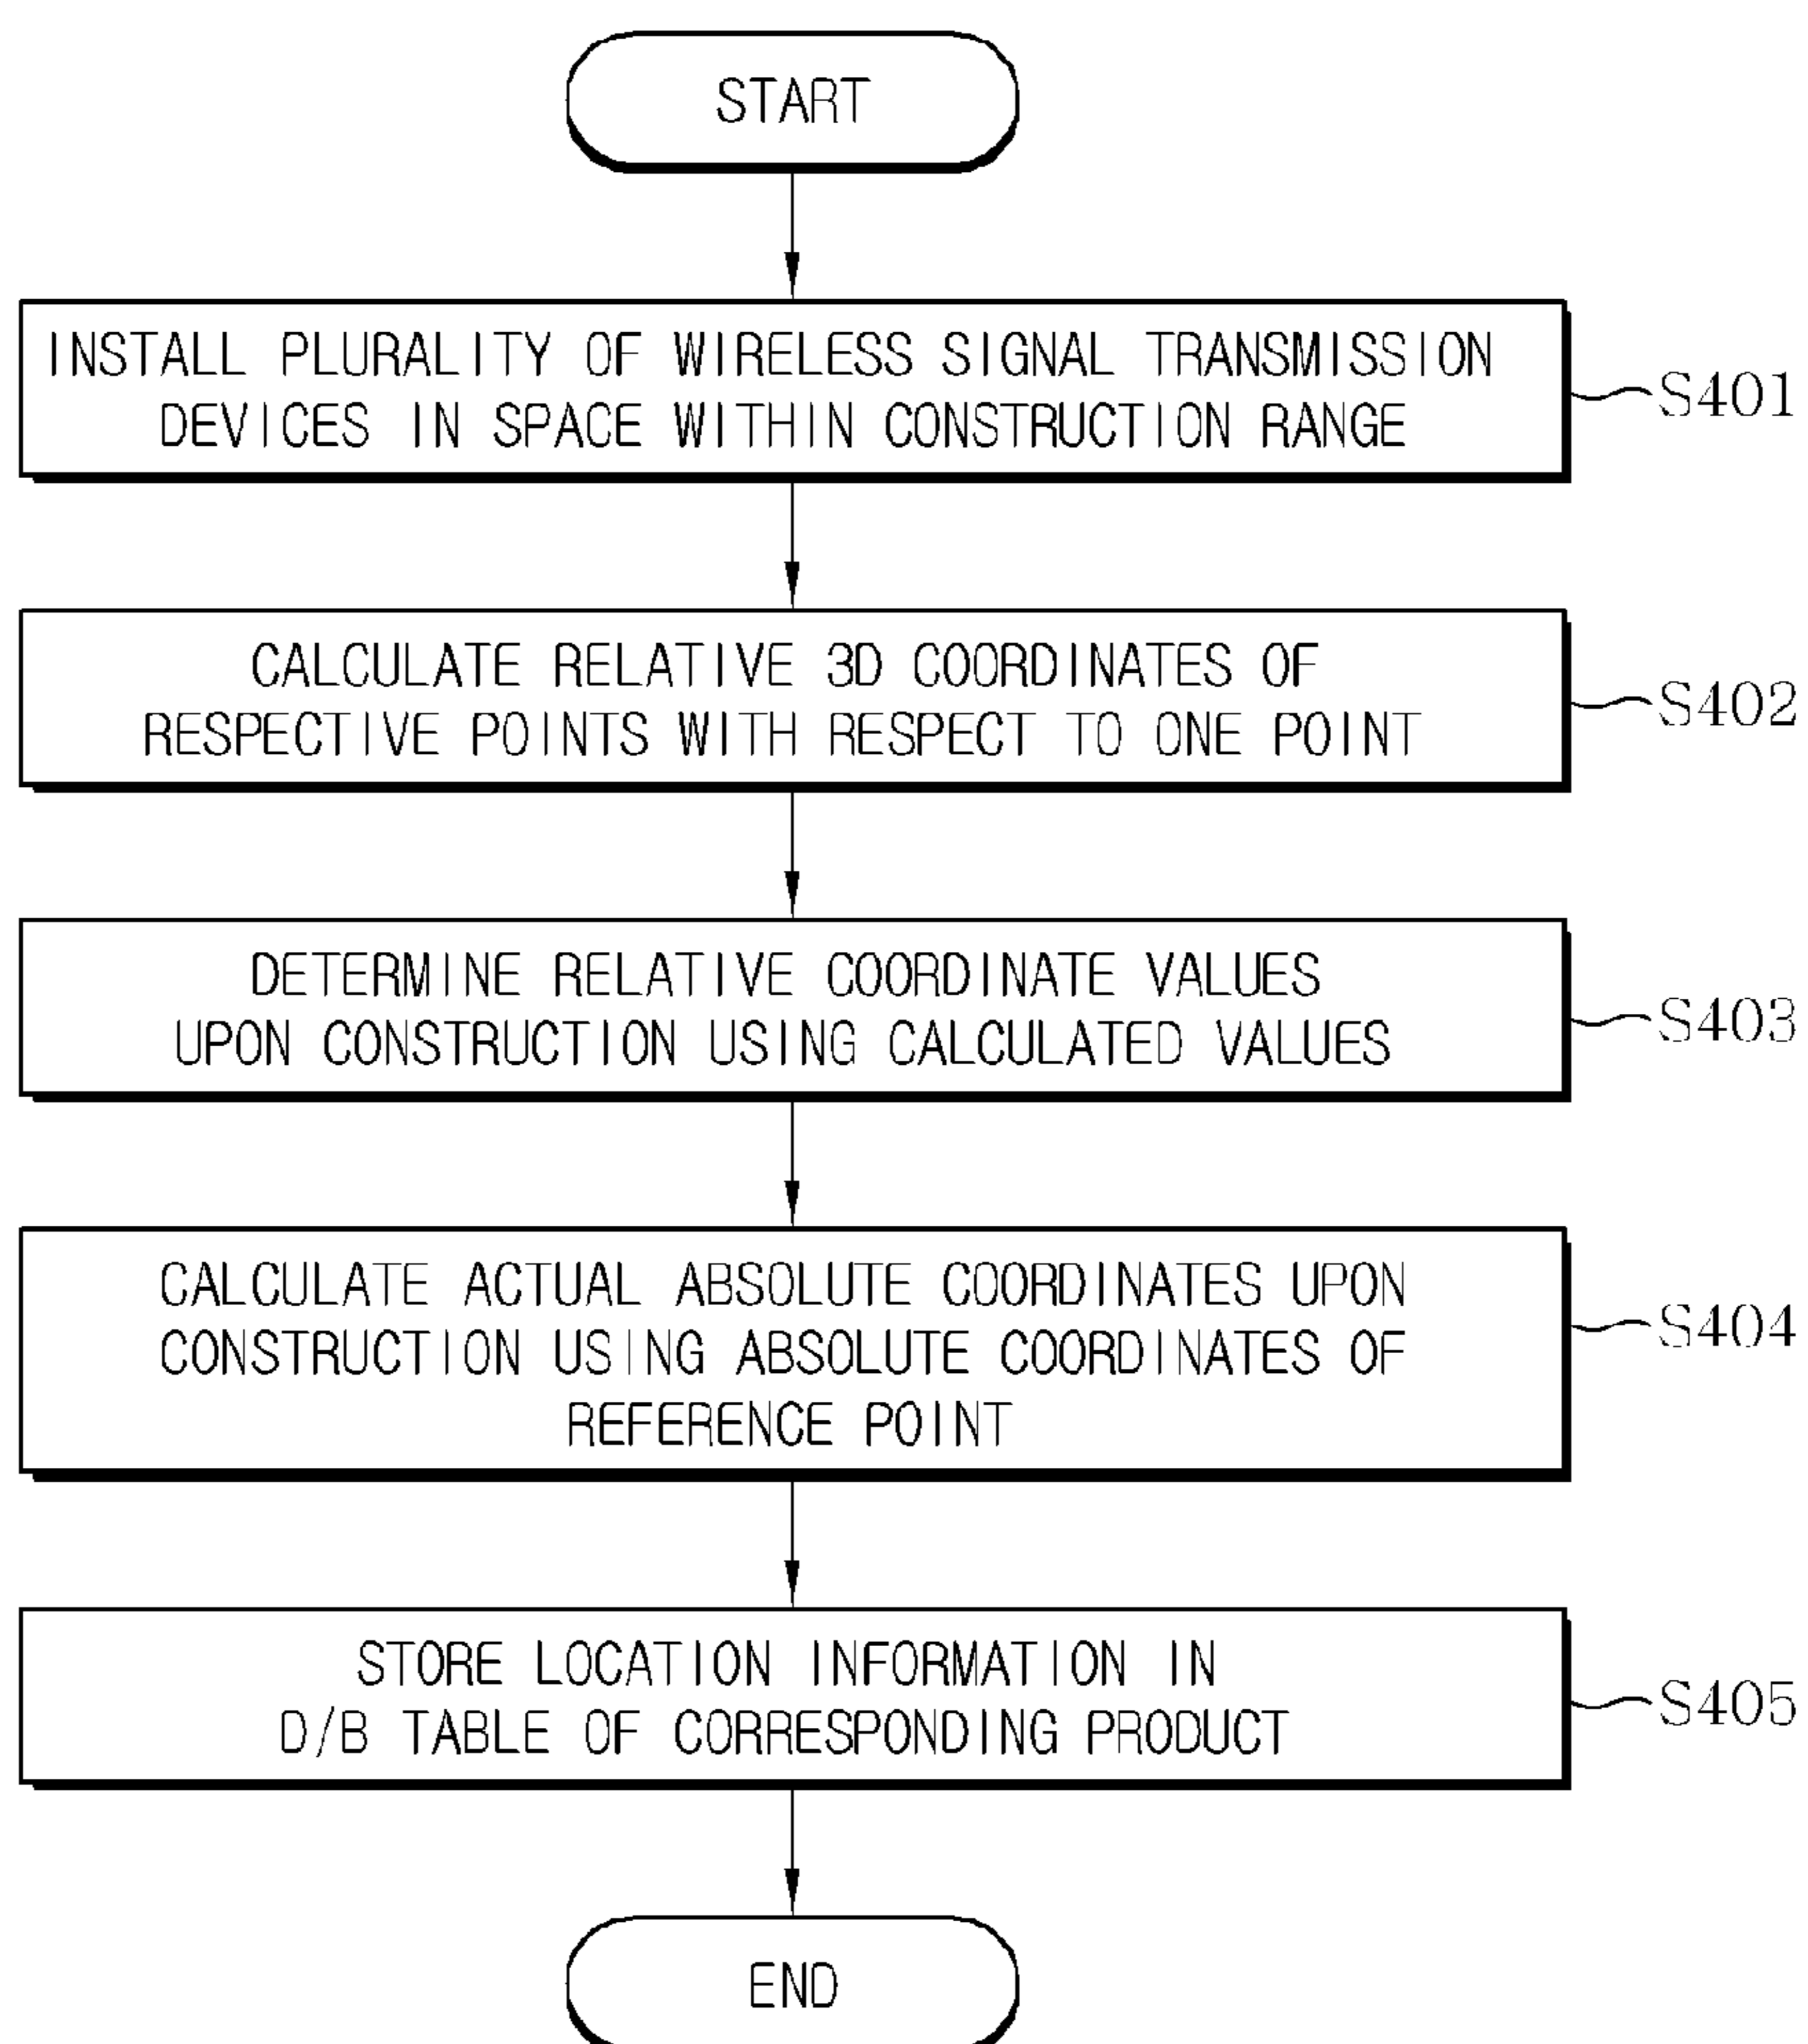 START
INSTALL PLURALITY OF WIRELESS SIGNAL TRANSMISSION
DEVICES IN SPACE WITHIN CONSTRUCTION RANGE
S401
CALCULATE RELATIVE 3D COORDINATES OF
RESPECTIVE POINTS WITH RESPECT TO ONE POINT
S402
DETERMINE RELATIVE COORDINATE VALUES
UPON CONSTRUCTION USING CALCULATED VALUES
S403
CALCULATE ACTUAL ABSOLUTE COORDINATES UPON
CONSTRUCTION USING ABSOLUTE COORDINATES OF
REFERENCE POINT
S404
STORE LOCATION INFORMATION IN
D/B TABLE OF CORRESPONDING PRODUCT
S405
END